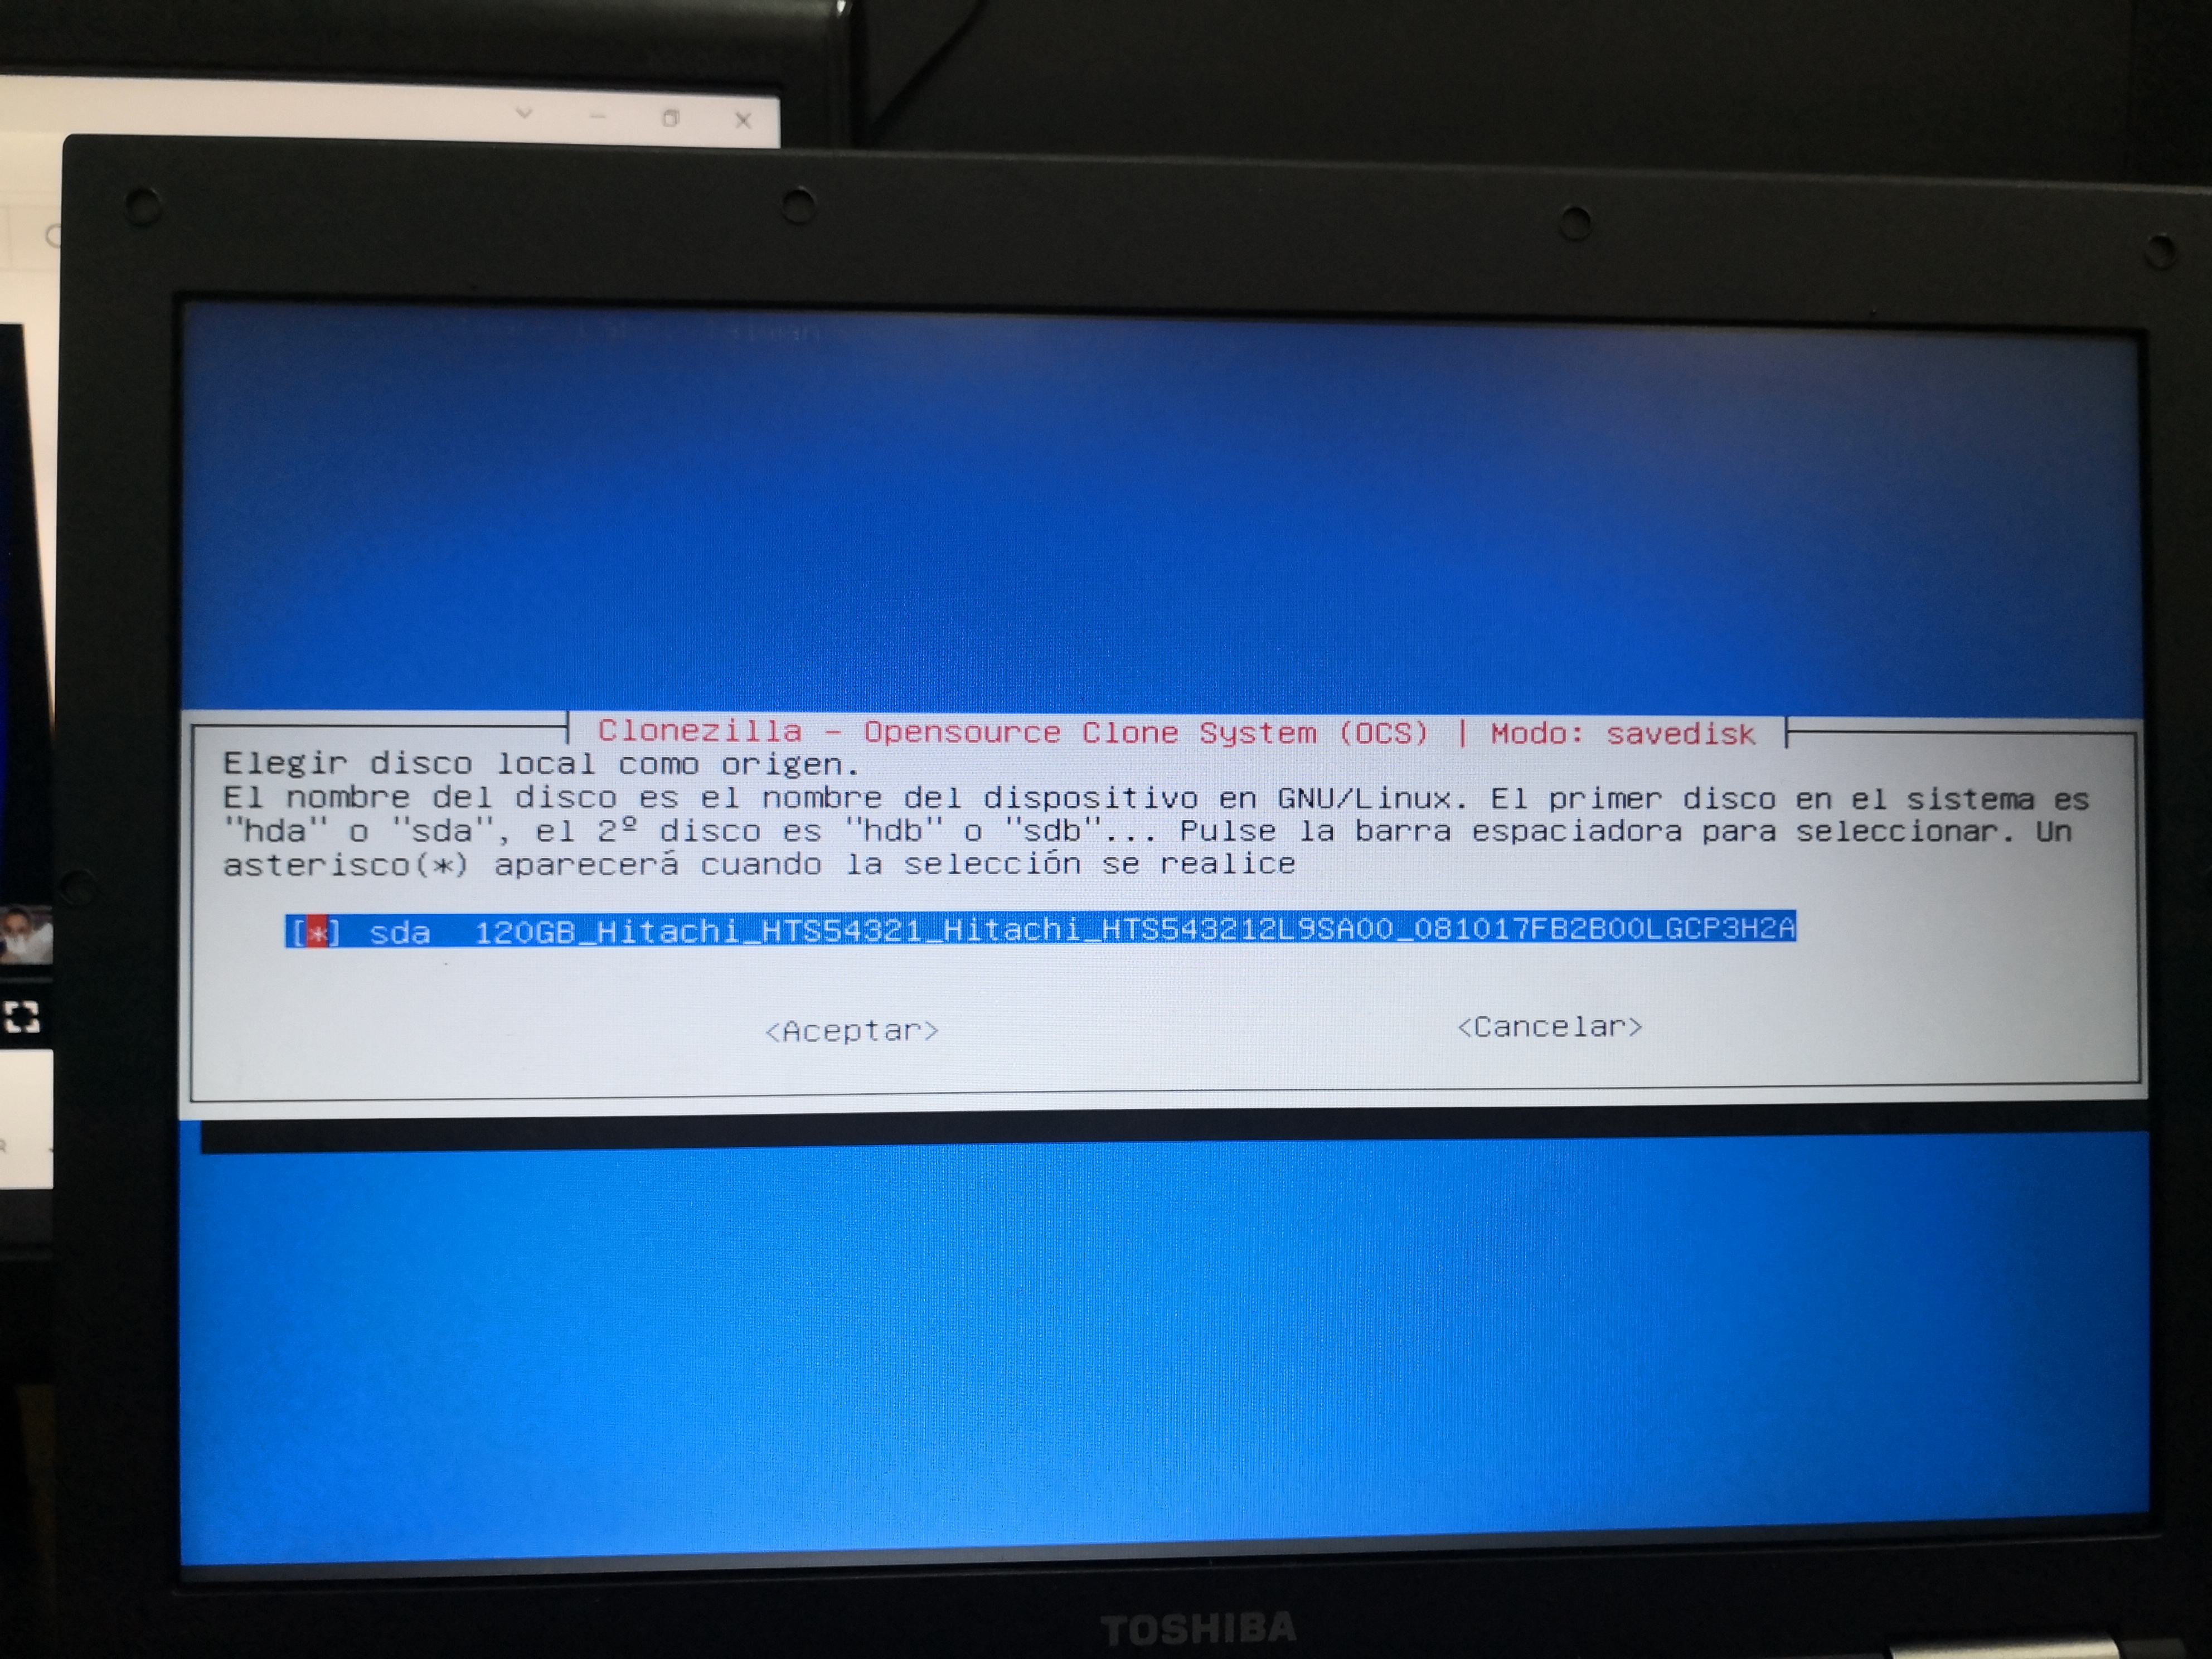 Clonezilla - Opensource Clone System (OCS) | Modo: savedisk
Elegir disco local como origen.
El nombre del disco es el nombre del dispositivo en GNU/Linux. El primer disco en el sistema es
"hda" o "sda", el 2º disco es "hdb" o "sdb"... Pulse la barra espaciadora para seleccionar. Un
asterisco(*) aparecerá cuando la selección se realice
[*] sda 120GB_Hitachi_HTS54321_Hitachi_HTS543212L9SA00_081017FB2B00LGCP3H2A
<Aceptar> <Cancelar>
TOSHIBA